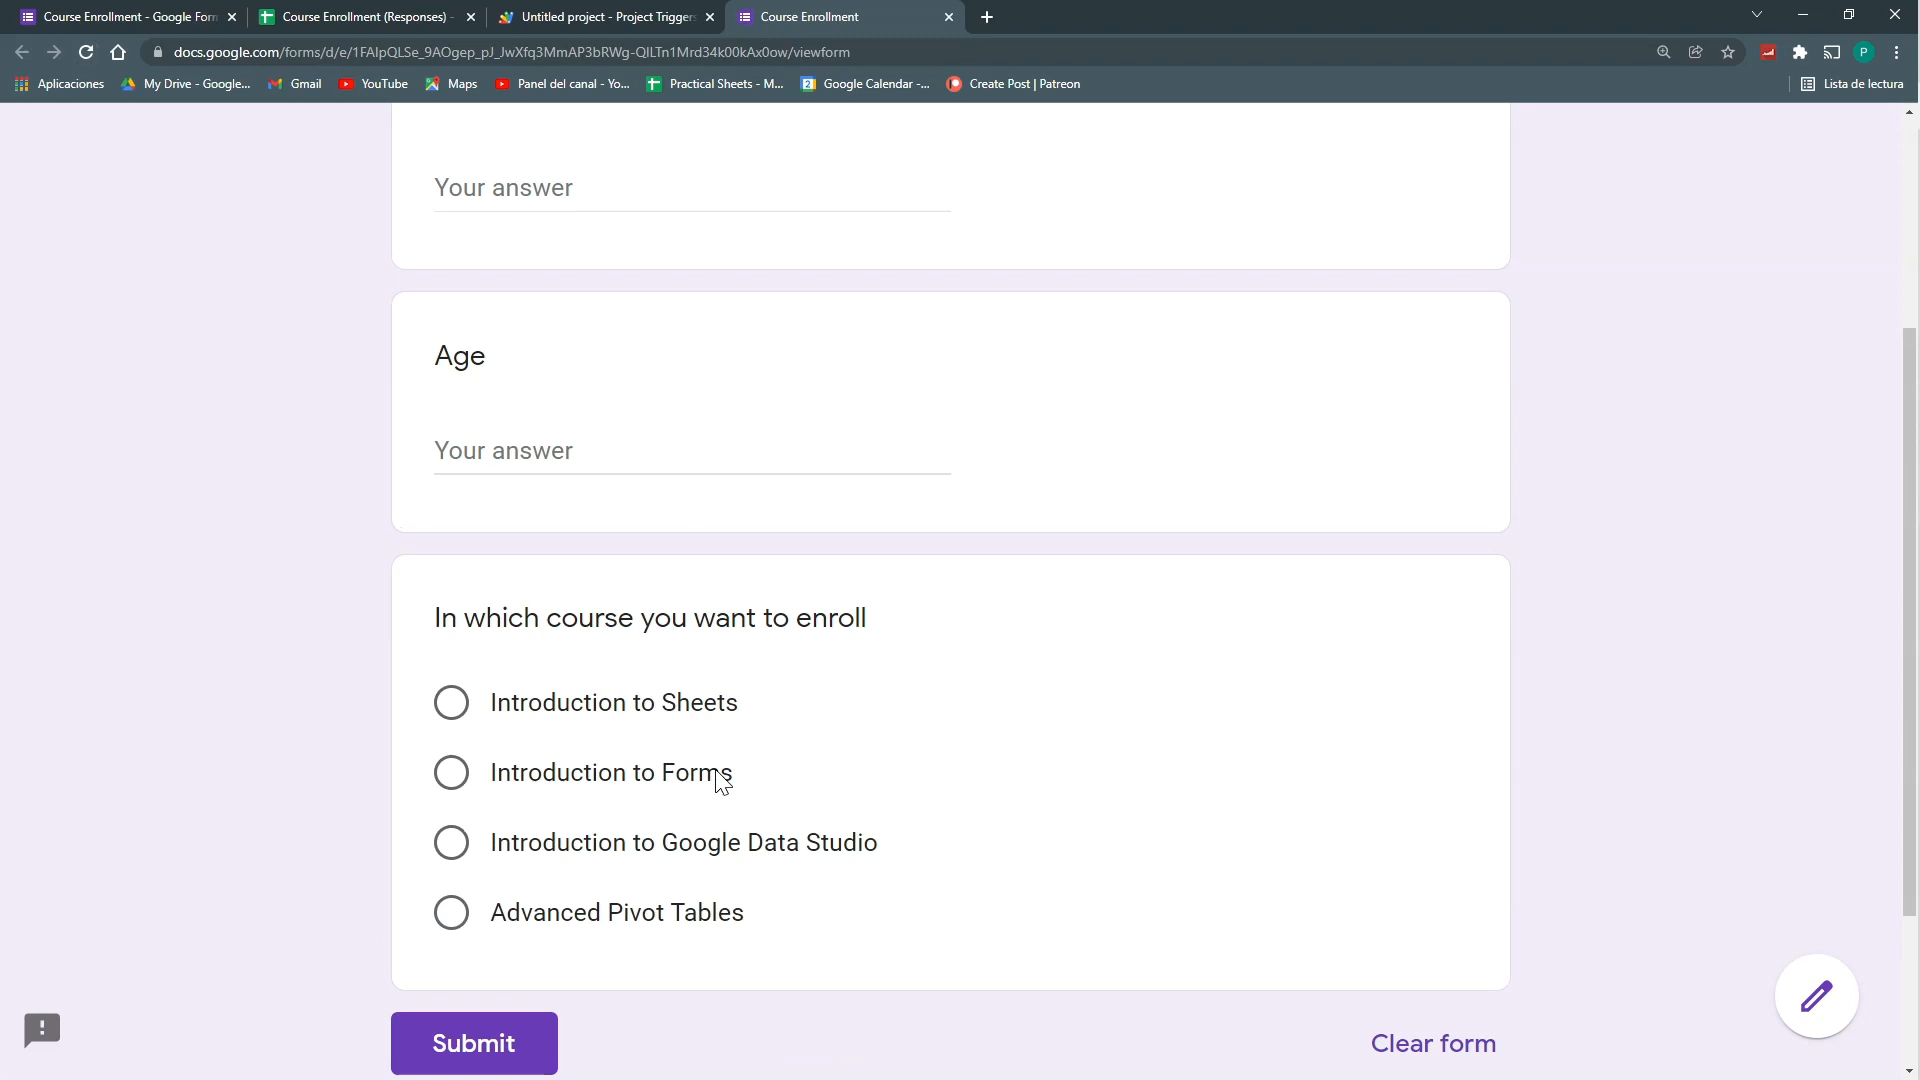 Course Enrollment - Google Form
Course Enrollment (Responses) -
Untitled project - Project Triggers
Course Enrollment
docs.google.com/forms/d/e/1FAIpQLSe_9AOgep_pJ_JwXfq3MmAP3bRWg-QILTn1Mrd34k00kAx0ow/viewform
P
Aplicaciones
My Drive - Google...
Gmail
YouTube
Maps
Panel del canal - Yo...
Practical Sheets - M...
Google Calendar -...
Create Post | Patreon
Lista de lectura
Your answer
Age
Your answer
In which course you want to enroll
Introduction to Sheets
Introduction to Forms
Introduction to Google Data Studio
Advanced Pivot Tables
Submit
Clear form